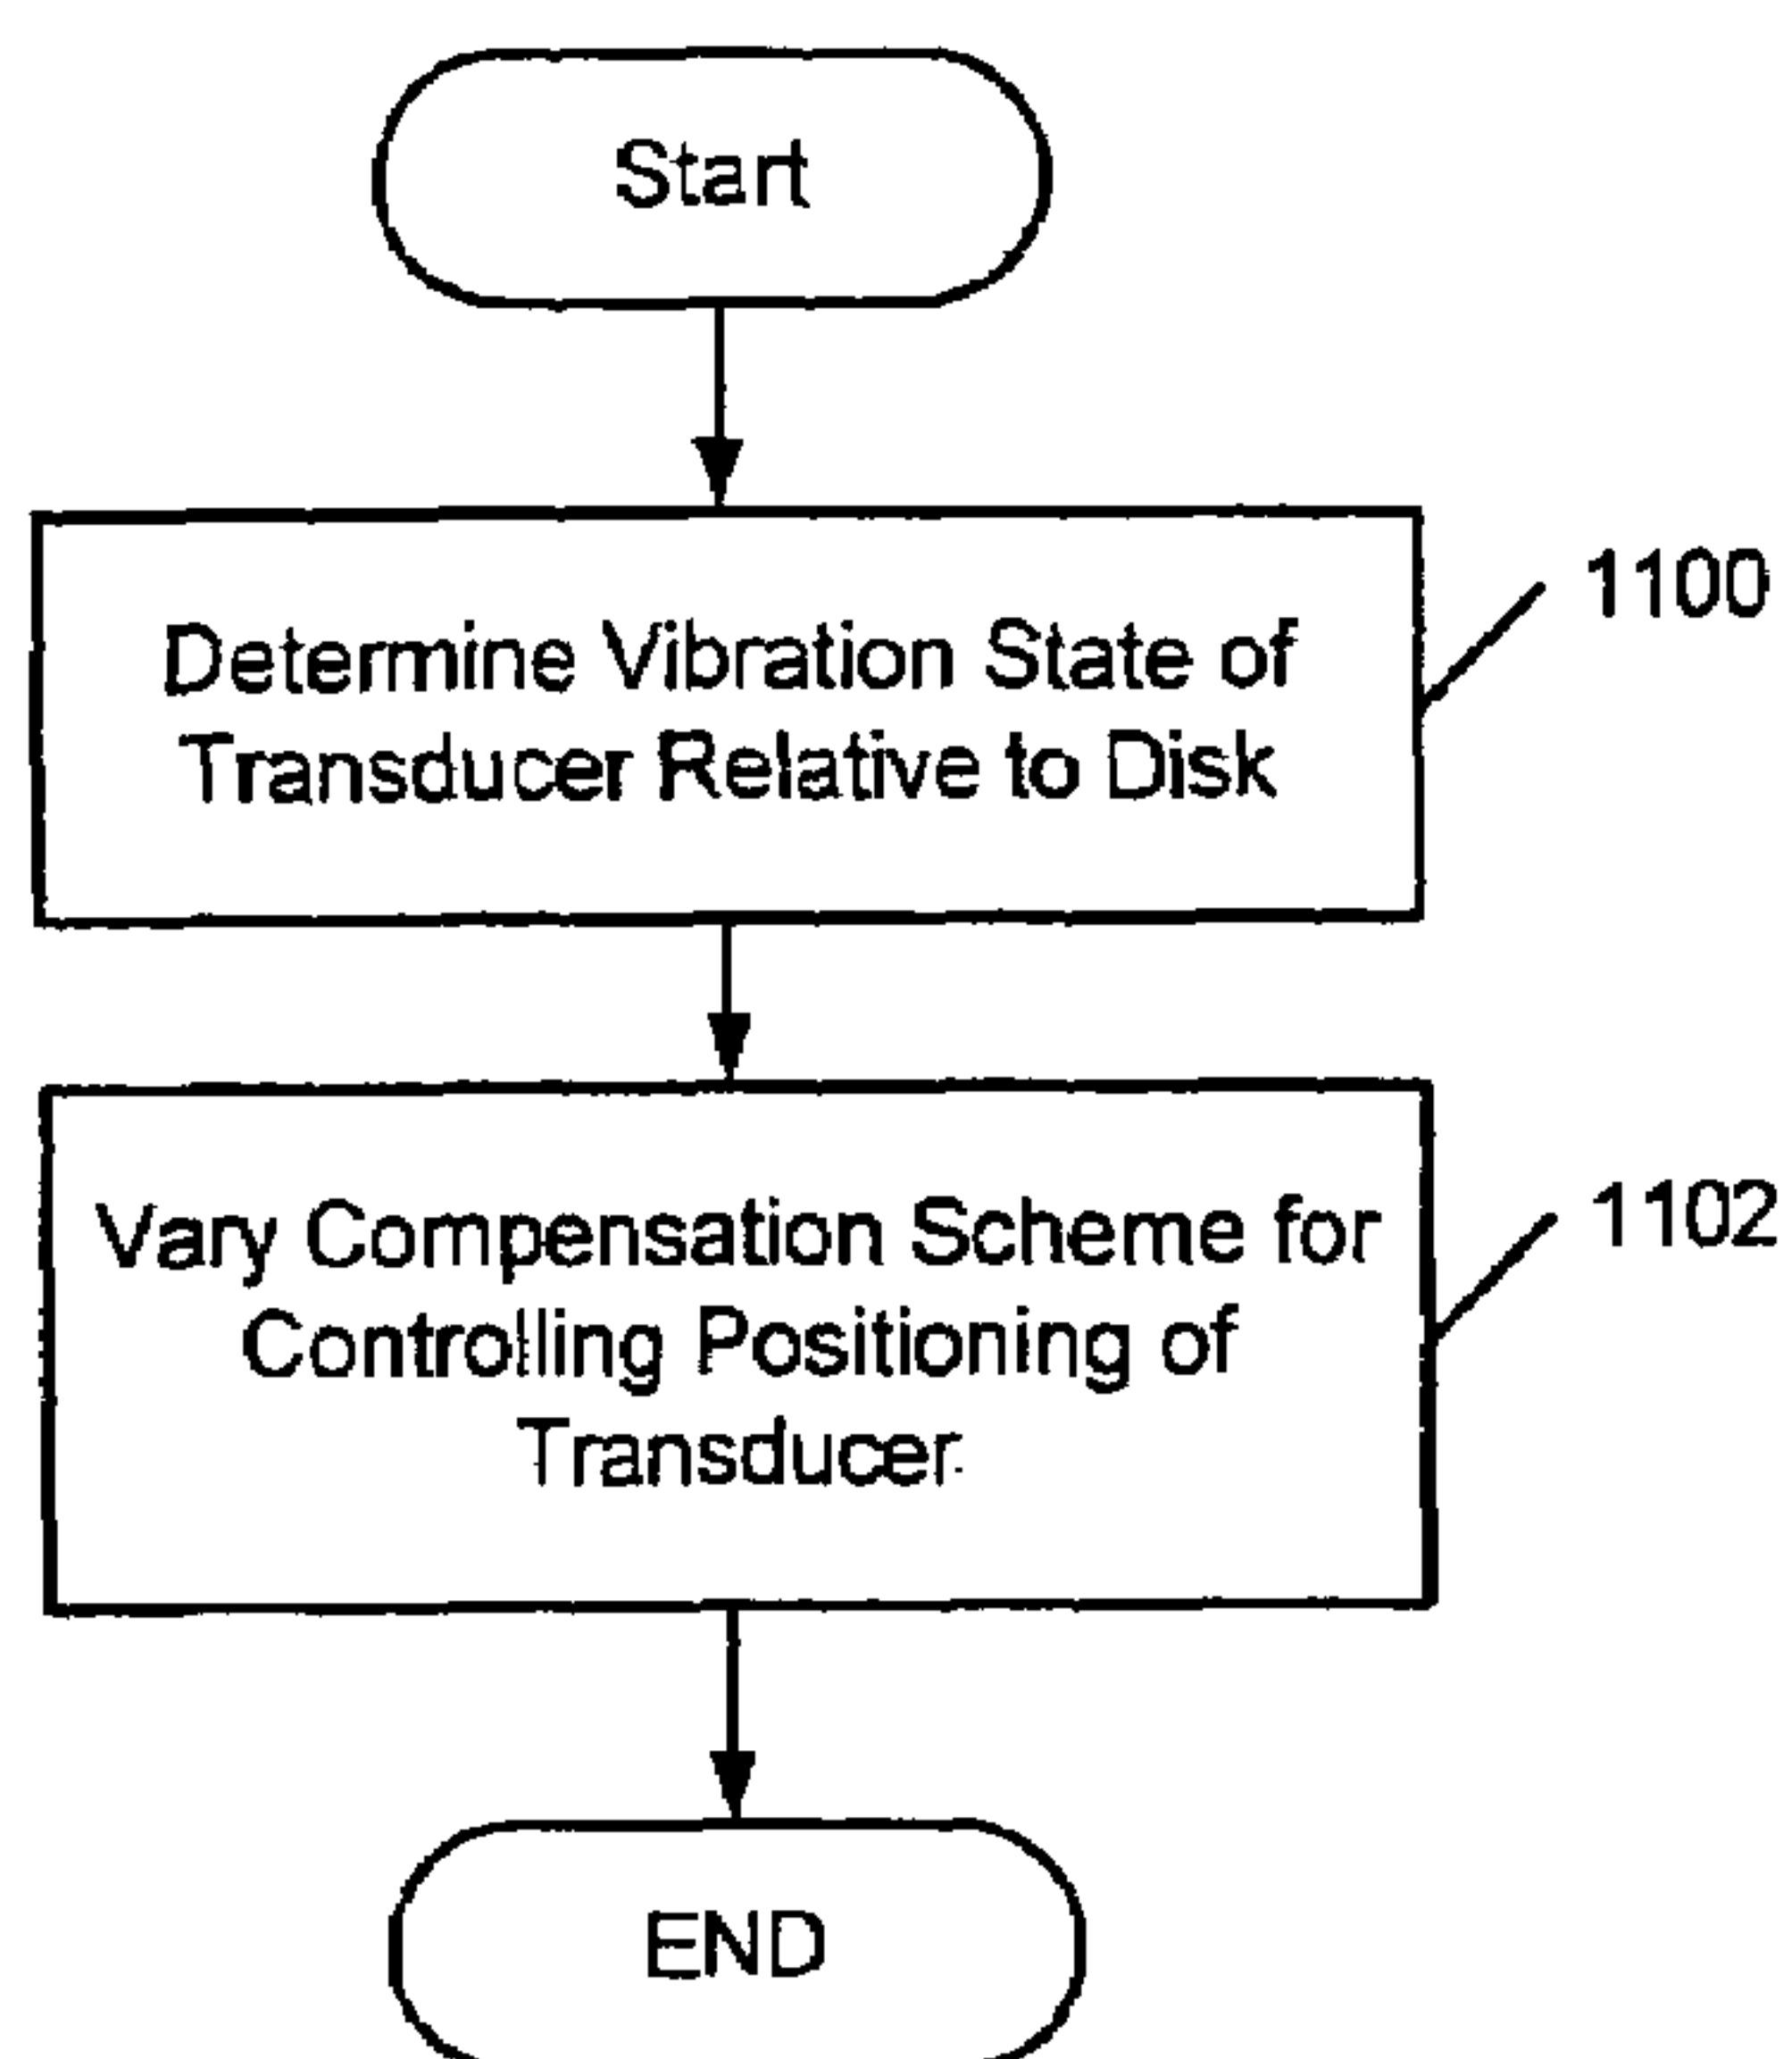 Start
Determine Vibration State of
Transducer Relative to Disk
1100
Vary Compensation Scheme for
Controlling Positioning of
Transducer.
1102
END